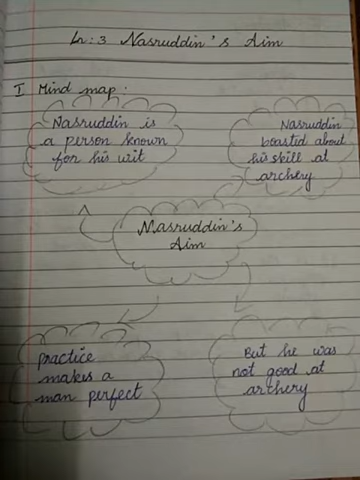 Ln: 3 Nasruddin's Aim
I Mind map.
Nasruddin is
a person known
for his wit
Nasruddin
boasted about
his skill at
archery
Nasruddin's
Aim
practice
makes a
man perfect
But he was
not good at
archery